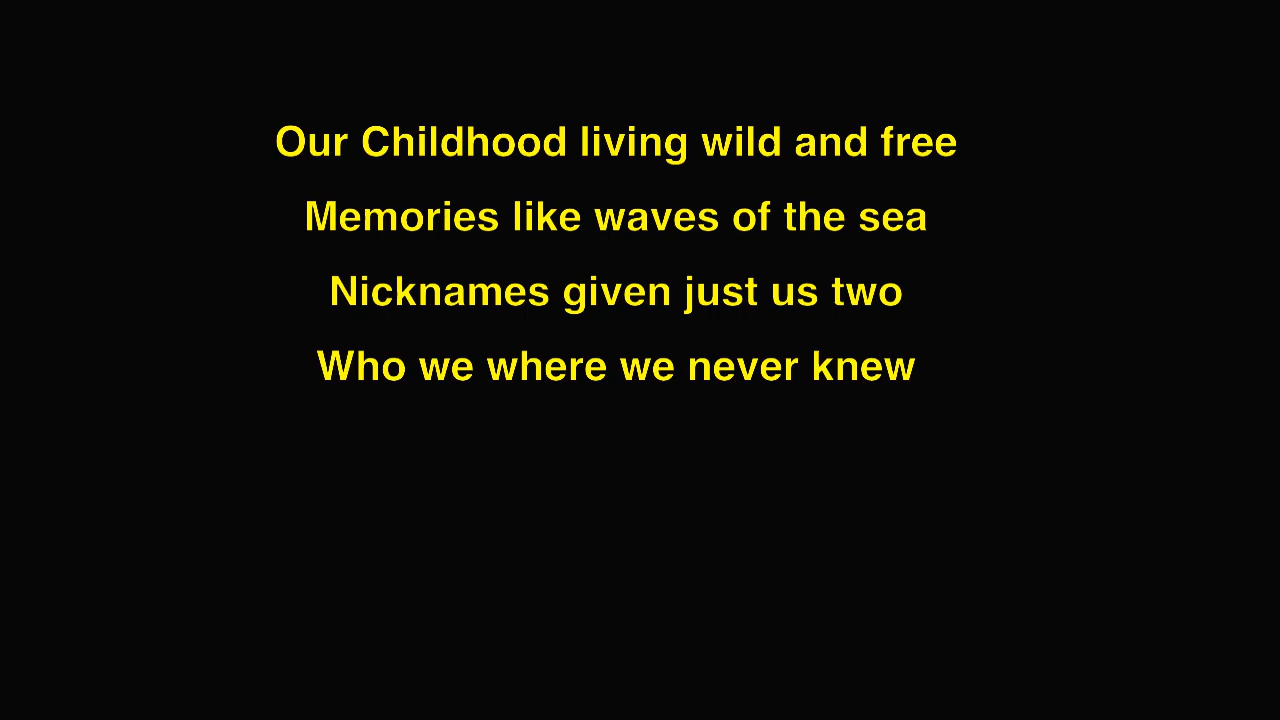 Our Childhood living wild and free
Memories like waves of the sea
Nicknames given just us two
Who we where we never knew